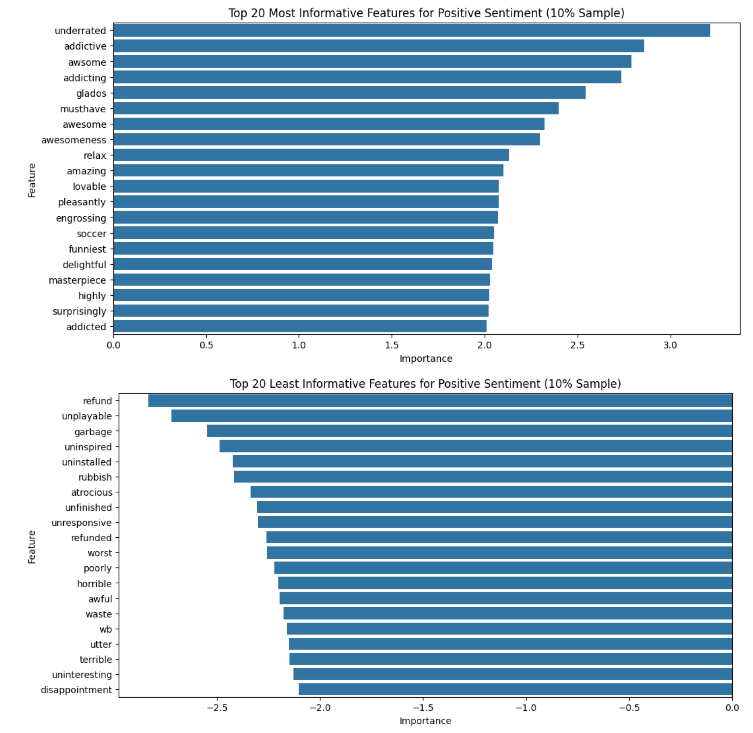 Top 20 Most Informative Features for Positive Sentiment (10% Sample)
underrated
addictive
awsome
addicting
glados
musthave
awesome
awesomeness
relax
amazing
lovable
pleasantly
engrossing
soccer
funniest
delightful
masterpiece
highly
surprisingly
addicted
Feature
0.0 0.5 1.0 1.5 2.0 2.5 3.0
Importance
Top 20 Least Informative Features for Positive Sentiment (10% Sample)
refund
unplayable
garbage
uninspired
uninstalled
rubbish
atrocious
unfinished
unresponsive
refunded
worst
poorly
horrible
awful
waste
wb
utter
terrible
uninteresting
disappointment
Feature
−2.5 −2.0 −1.5 −1.0 −0.5 0.0
Importance